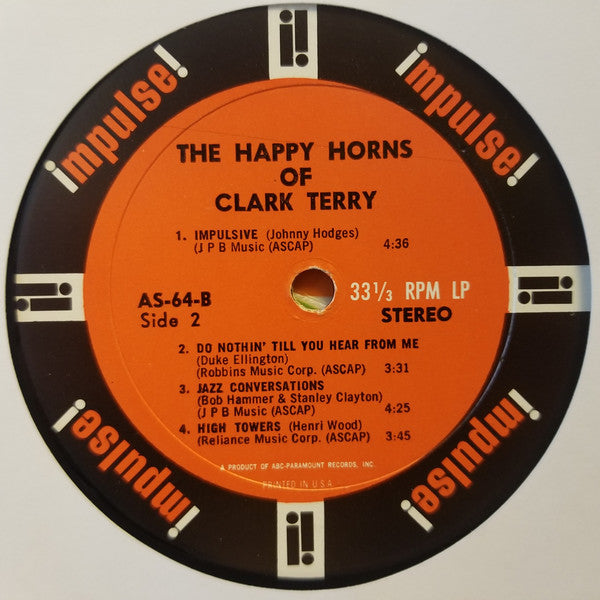 impulse!
impulse!
THE HAPPY HORNS
OF
CLARK TERRY
1. IMPULSIVE (Johnny Hodges)
(J P B Music (ASCAP) 4:36
AS-64-B
Side 2
33 1/3 RPM LP
STEREO
2. DO NOTHIN' TILL YOU HEAR FROM ME
(Duke Ellington)
(Robbins Music Corp. (ASCAP) 3:31
3. JAZZ CONVERSATIONS
(Bob Hammer & Stanley Clayton)
(J P B Music (ASCAP) 4:25
4. HIGH TOWERS (Henri Wood)
(Reliance Music Corp. (ASCAP) 3:45
A PRODUCT OF ABC-PARAMOUNT RECORDS, INC.
PRINTED IN U.S.A.
impulse!
impulse!
i!
i!
i!
i!